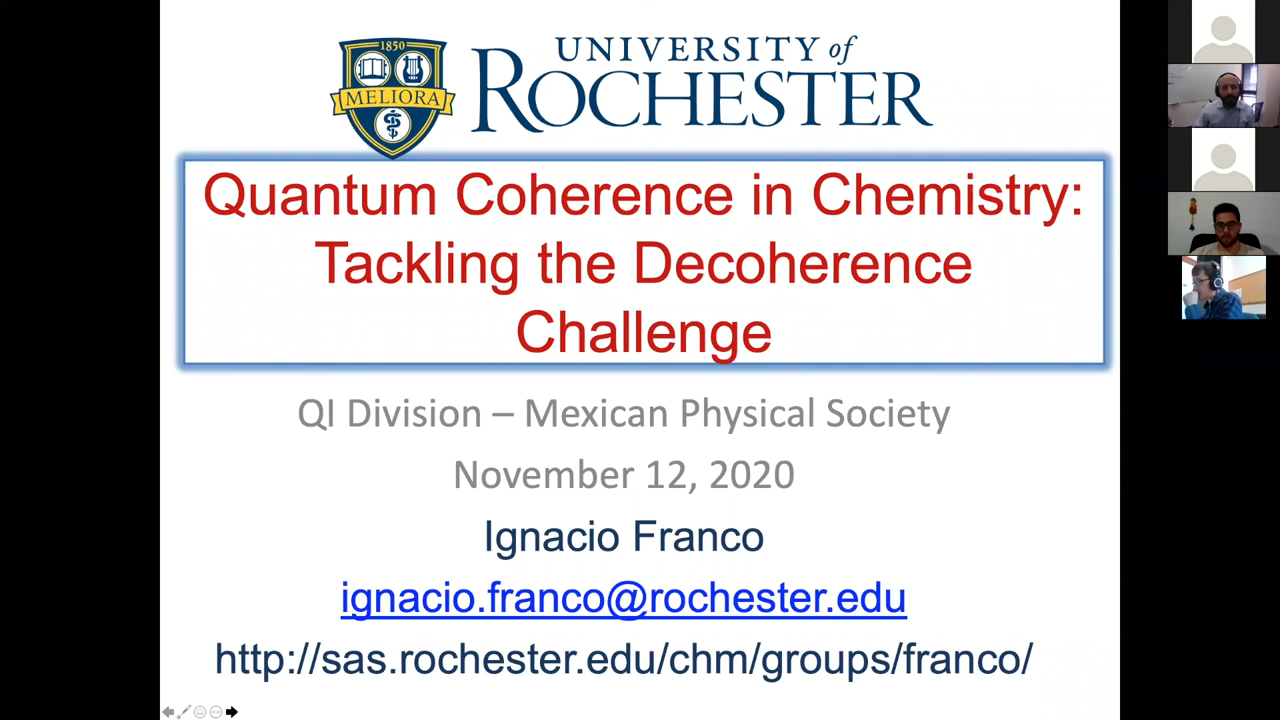 1850
MELIORA
UNIVERSITY of
ROCHESTER
Quantum Coherence in Chemistry:
Tackling the Decoherence
Challenge
QI Division – Mexican Physical Society
November 12, 2020
Ignacio Franco
ignacio.franco@rochester.edu
http://sas.rochester.edu/chm/groups/franco/